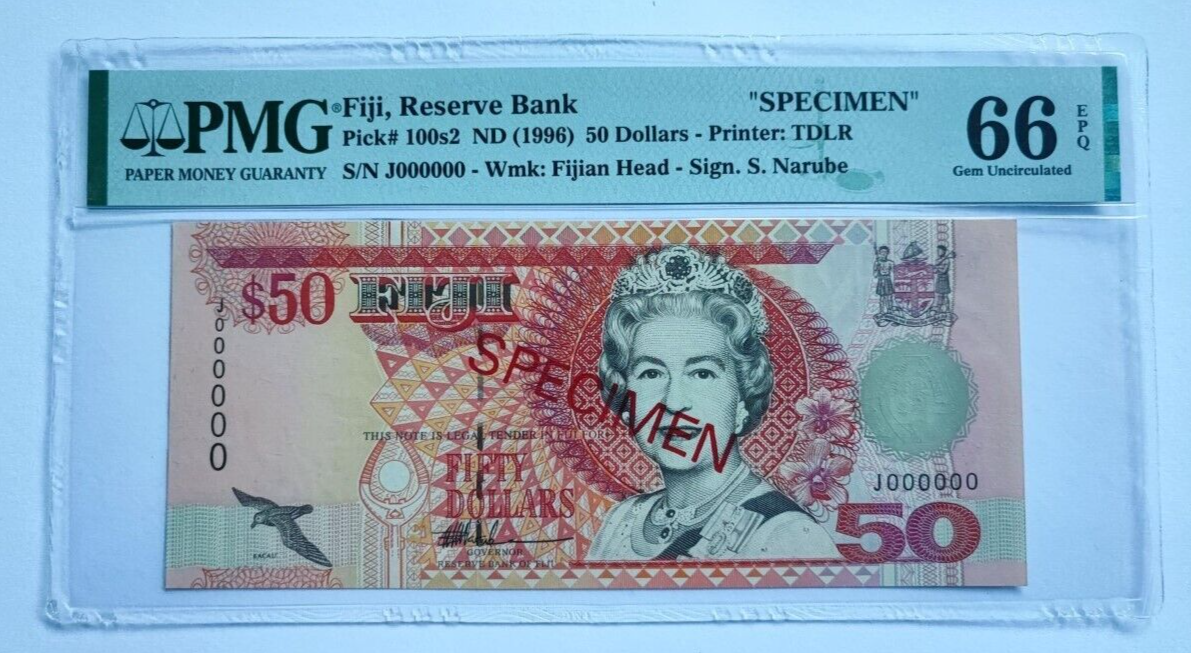 PMG®
PAPER MONEY GUARANTY
Fiji, Reserve Bank "SPECIMEN"
Pick# 100s2 ND (1996) 50 Dollars - Printer: TDLR
S/N J000000 - Wmk: Fijian Head - Sign. S. Narube
66 EPQ
Gem Uncirculated
$50 FIJI
J000000
SPECIMEN
THIS NOTE IS LEGAL TENDER IN FIJI FOR
FIFTY
DOLLARS
GOVERNOR
RESERVE BANK OF FIJI
KACAU
J000000
50